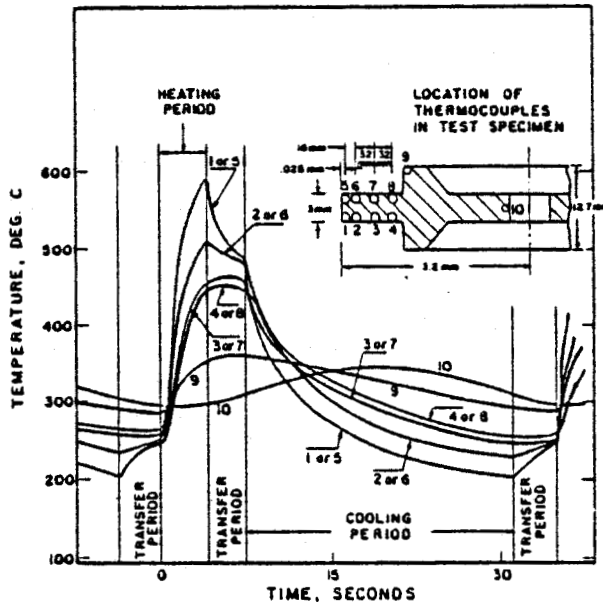 HEATING
PERIOD
LOCATION OF
THERMOCOUPLES
IN TEST SPECIMEN
16 mm
.32 .32
.025 mm
9
5 6 7 8
3 mm
1 2 3 4
10
12.7mm
3.2 mm
TEMPERATURE, DEG. C
600
500
400
300
200
100
1 or 5
2 or 6
4 or 8
3 or 7
9
10
3 or 7
10
9
4 or 8
1 or 5
2 or 6
TRANSFER
PERIOD
TRANSFER
PERIOD
COOLING
PERIOD
TRANSFER
PERIOD
0
15
30
TIME, SECONDS